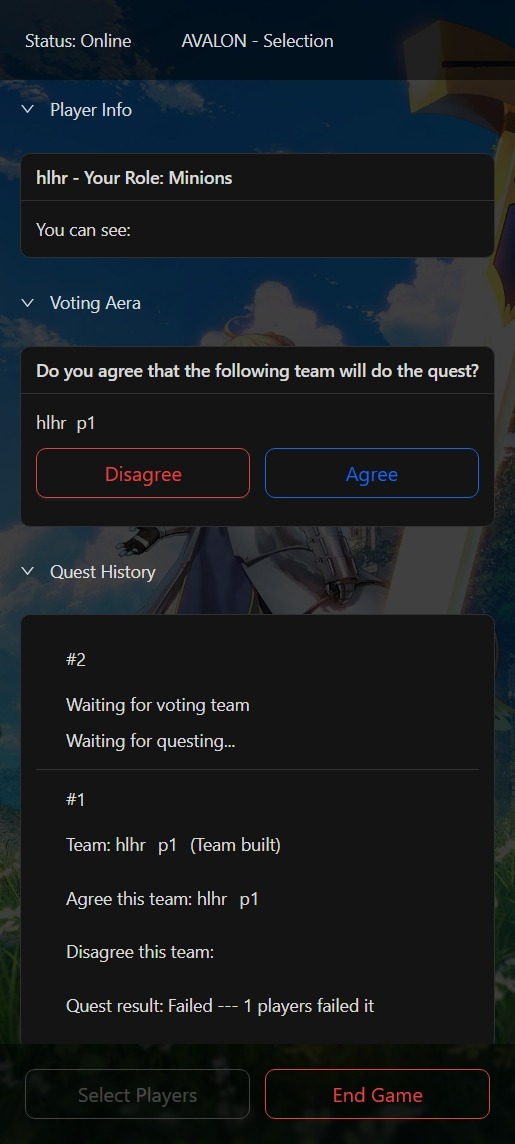 Status: Online AVALON - Selection
Player Info
hlhr - Your Role: Minions
You can see:
Voting Aera
Do you agree that the following team will do the quest?
hlhr p1
Disagree Agree
Quest History
#2
Waiting for voting team
Waiting for questing...
#1
Team: hlhr p1 (Team built)
Agree this team: hlhr p1
Disagree this team:
Quest result: Failed --- 1 players failed it
Select Players End Game